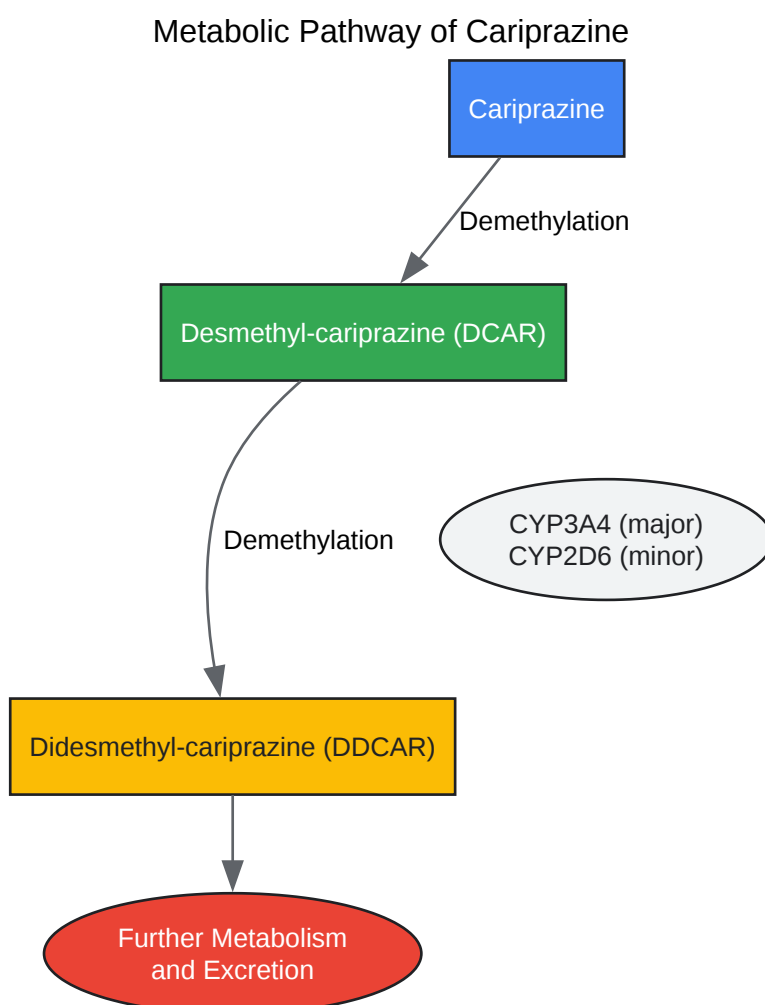 Metabolic Pathway of Cariprazine
Cariprazine
Demethylation
Desmethyl-cariprazine (DCAR)
Demethylation
CYP3A4 (major)
CYP2D6 (minor)
Didesmethyl-cariprazine (DDCAR)
Further Metabolism
and Excretion